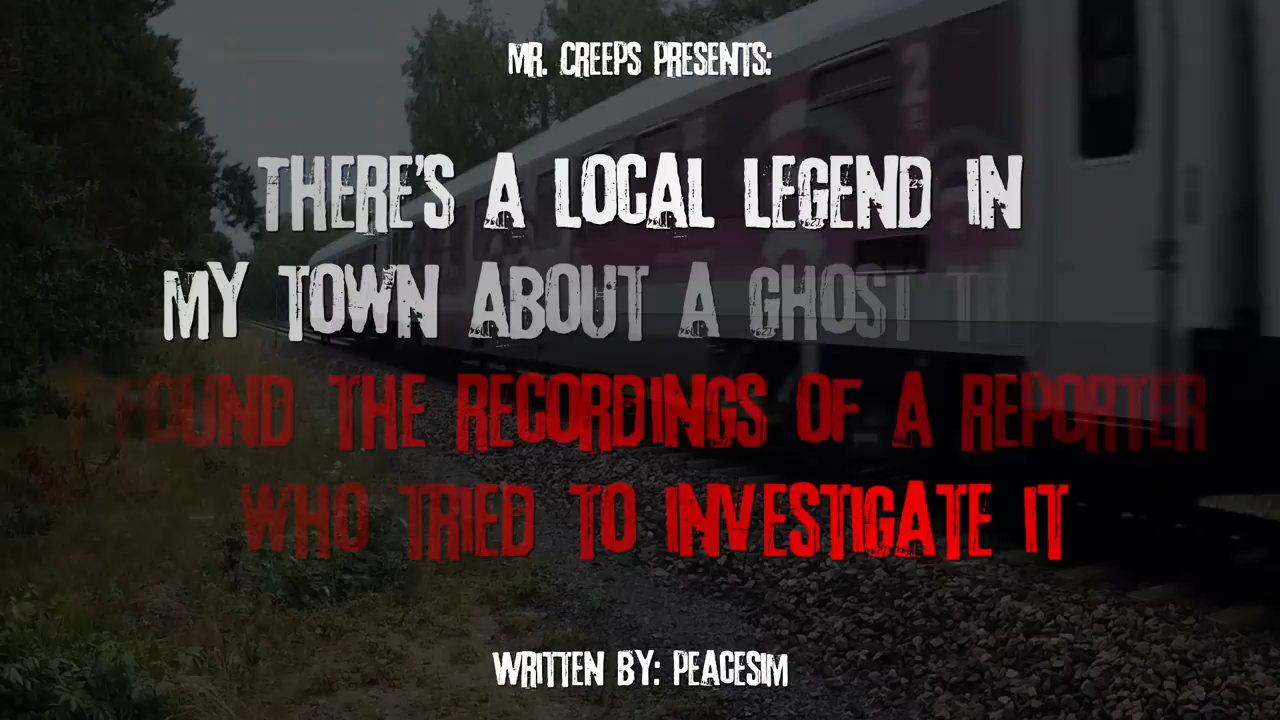 MR. CREEPS PRESENTS:
THERE'S A LOCAL LEGEND IN
MY TOWN ABOUT A GHOST
FOUND THE RECORDINGS OF A REPORTER
WHO TRIED TO INVESTIGATE IT
WRITTEN BY: PEACESIM